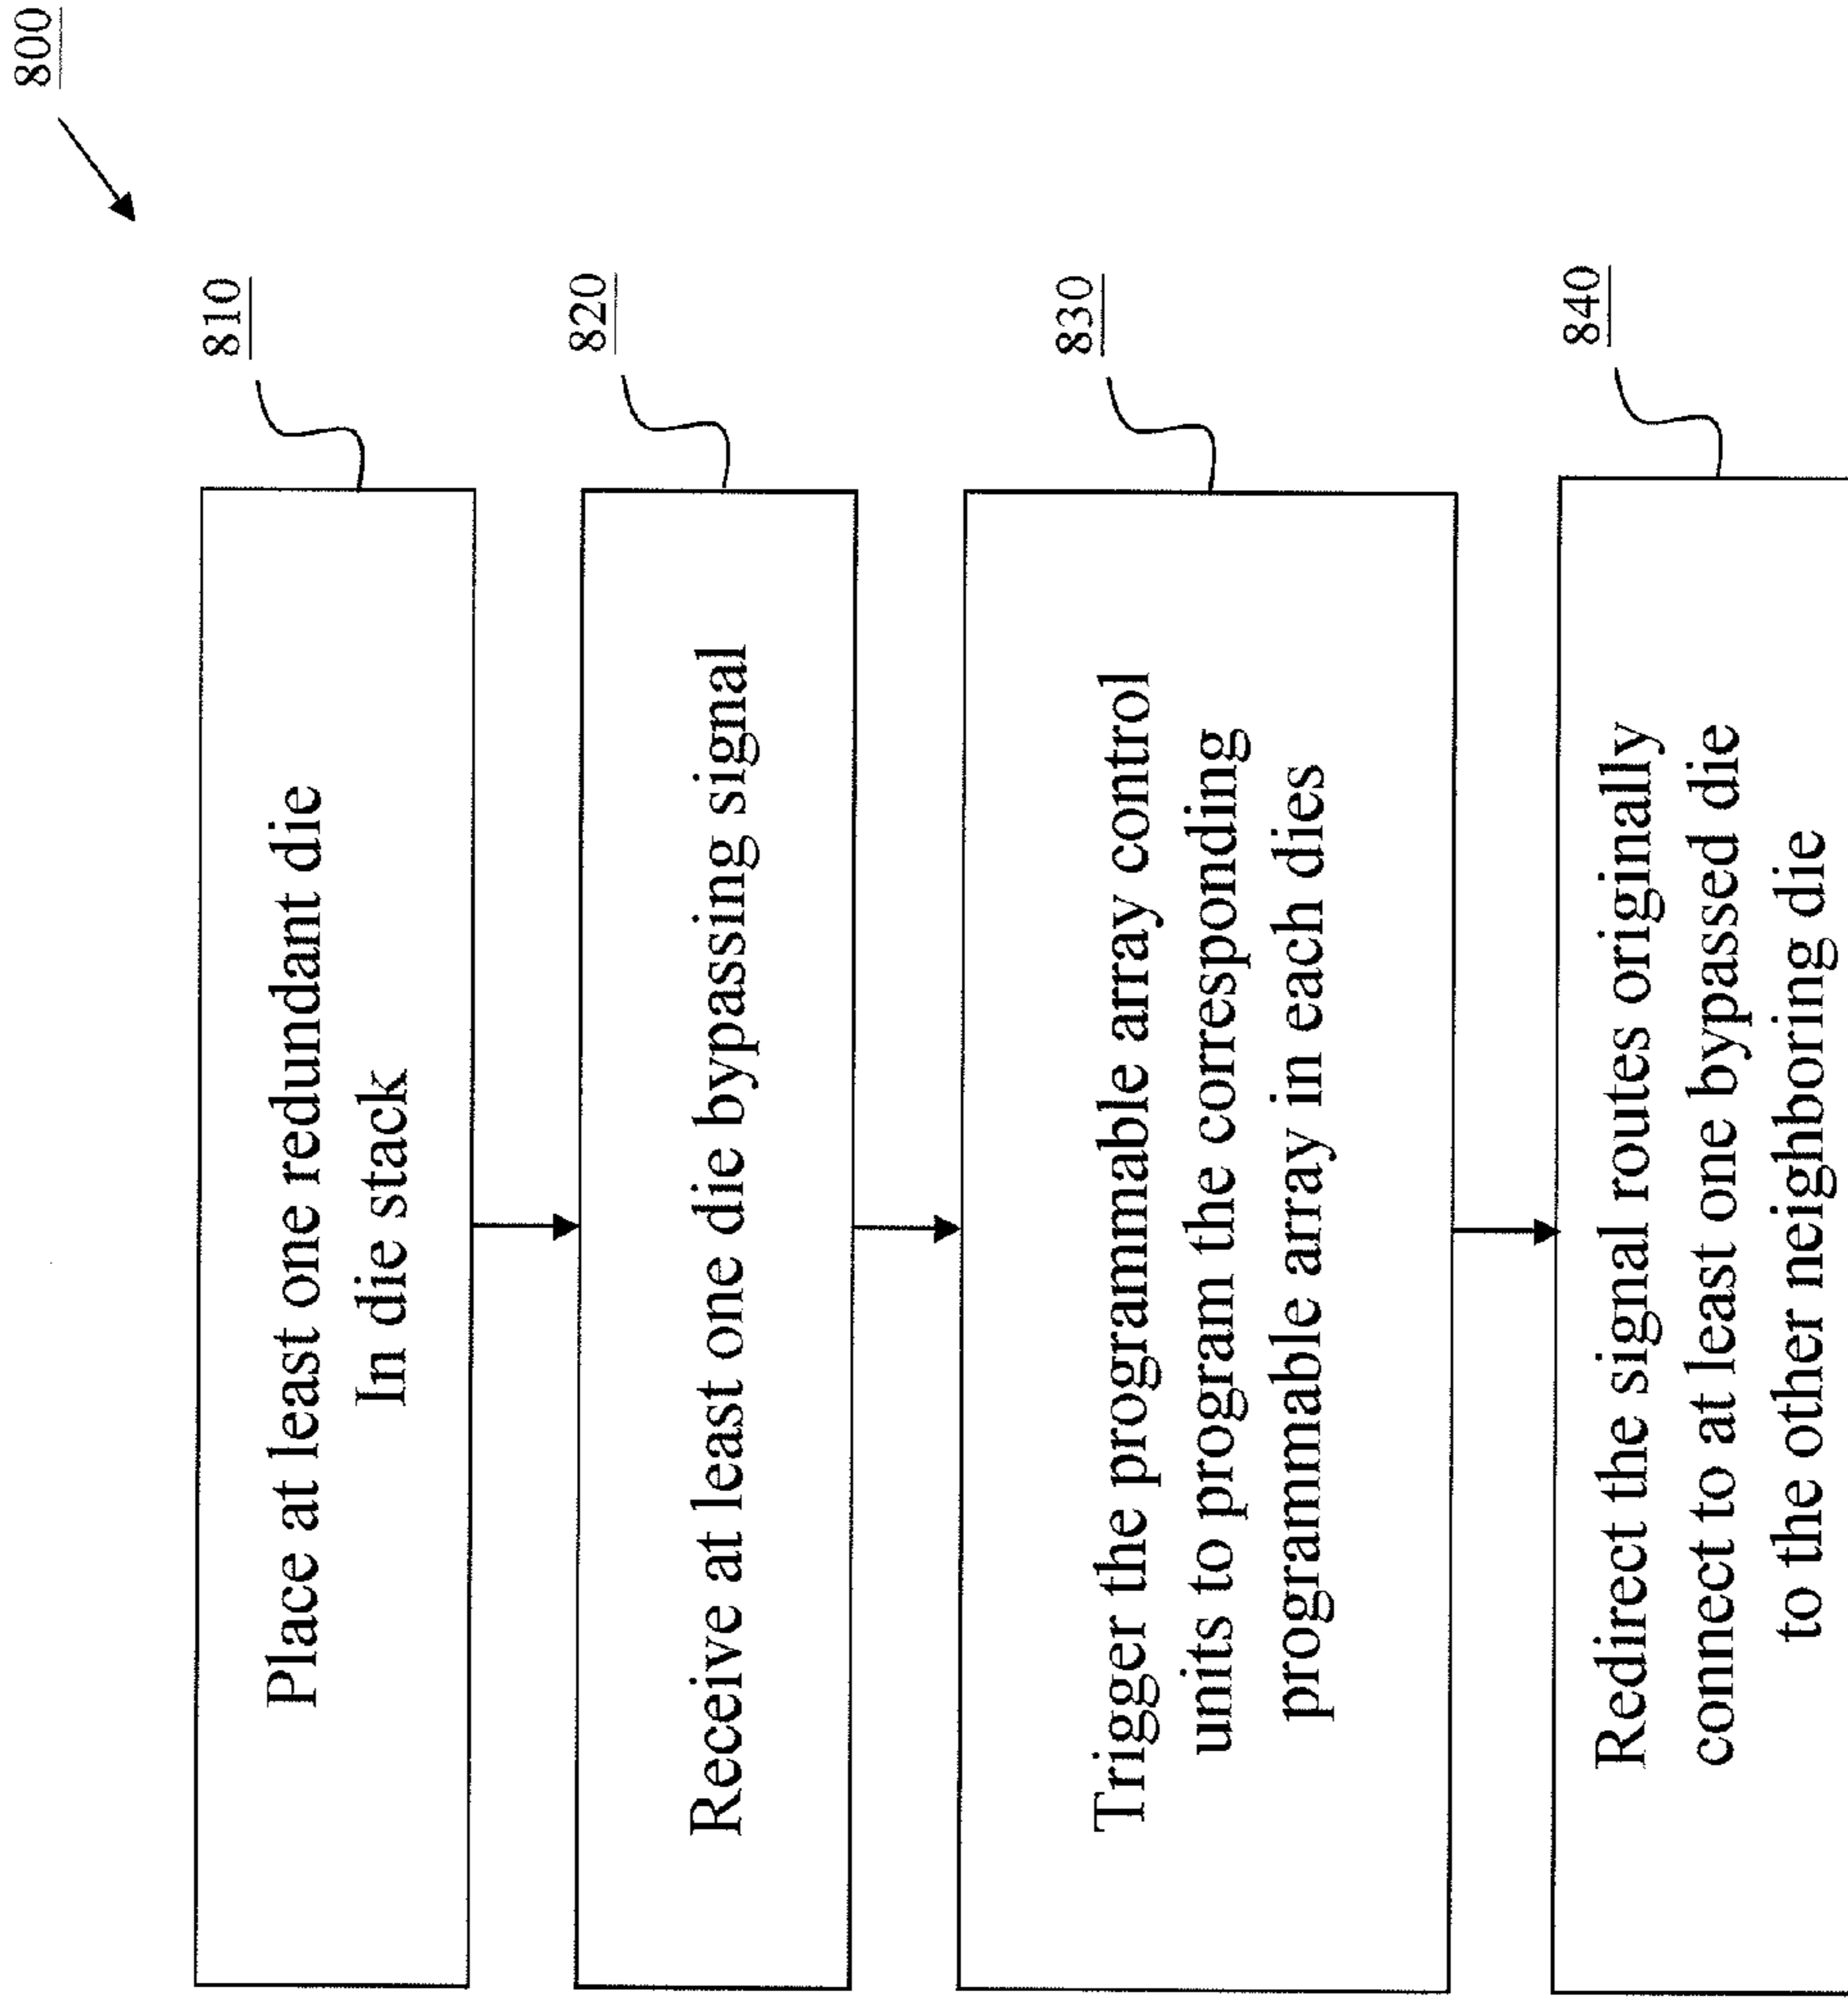 800
810
Place at least one redundant die
In die stack
820
Receive at least one die bypassing signal
830
Trigger the programmable array control
units to program the corresponding
programmable array in each dies
840
Redirect the signal routes originally
connect to at least one bypassed die
to the other neighboring die